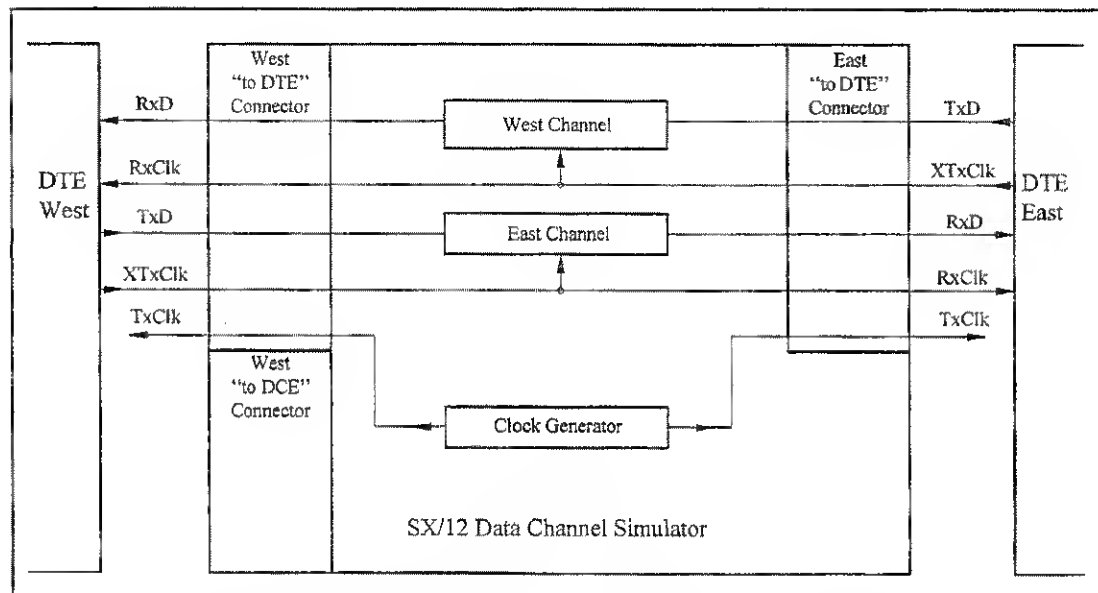 West
"to DTE"
Connector
East
"to DTE"
Connector
RxD
West Channel
TxD
RxClk
XTxClk
DTE
West
DTE
East
TxD
East Channel
RxD
XTxClk
RxClk
TxClk
TxClk
West
"to DCE"
Connector
Clock Generator
SX/12 Data Channel Simulator